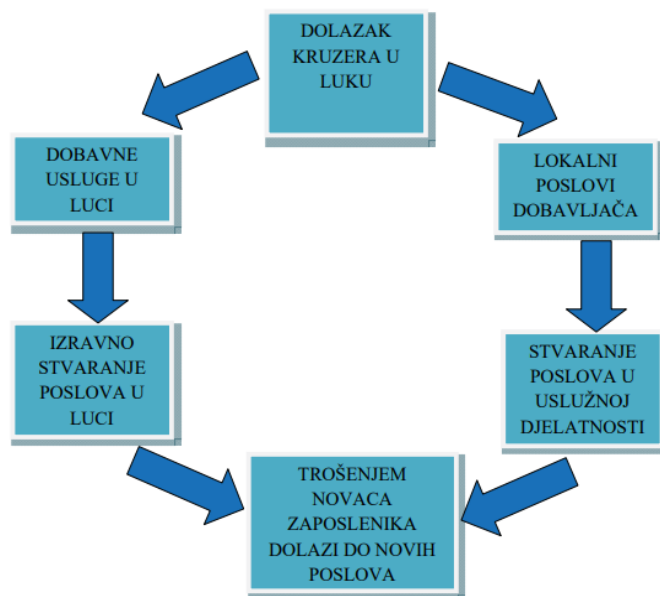 DOLAZAK
KRUZERA U
LUKU
DOBAVNE
USLUGE U
LUCI
LOKALNI
POSLOVI
DOBAVLJAČA
IZRAVNO
STVARANJE
POSLOVA U
LUCI
STVARANJE
POSLOVA U
USLUŽNOJ
DJELATNOSTI
TROŠENJEM
NOVACA
ZAPOSLENIKA
DOLAZI DO NOVIH
POSLOVA